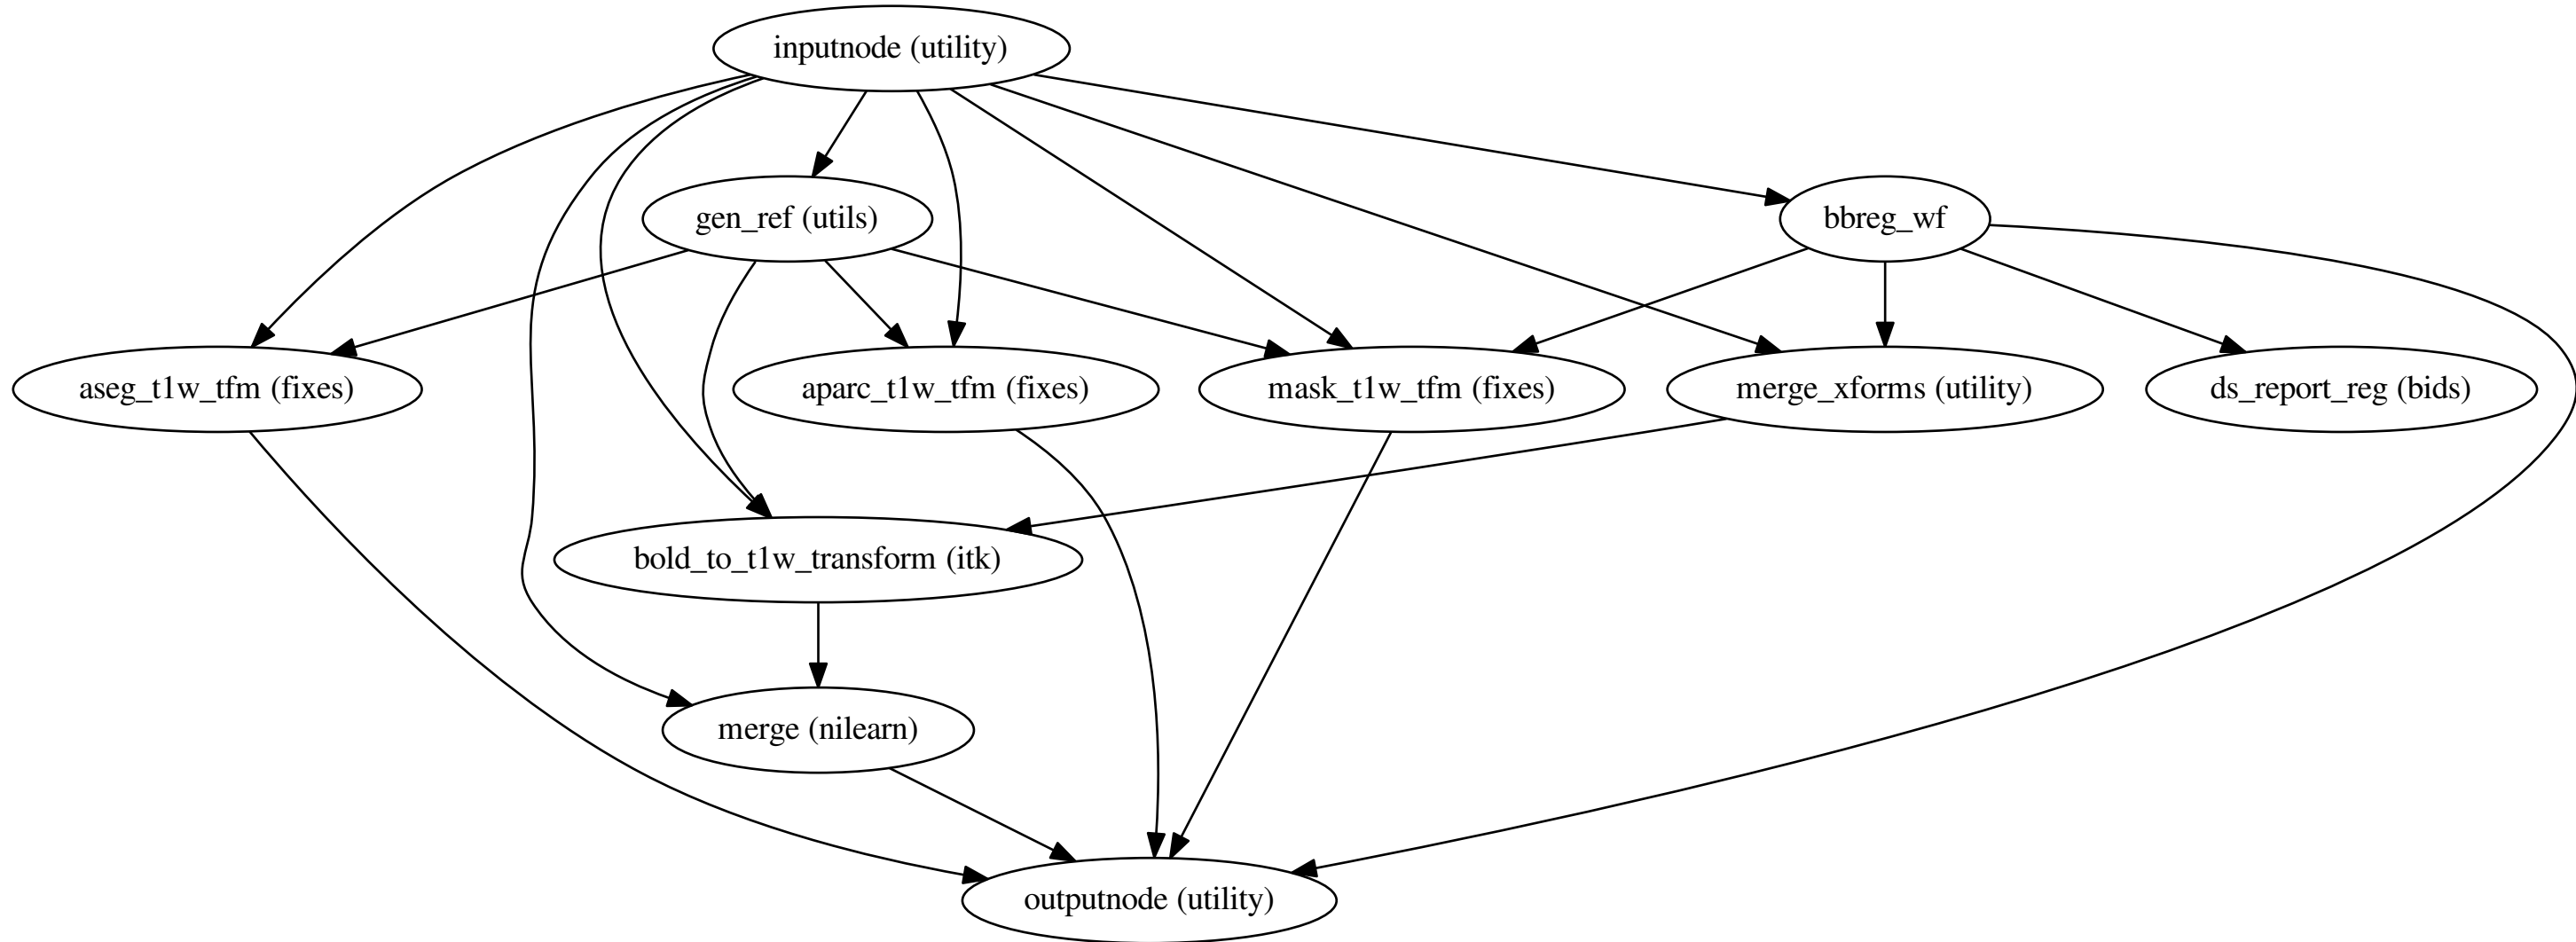 inputnode (utility)
gen_ref (utils)
bbreg_wf
aseg_t1w_tfm (fixes)
aparc_t1w_tfm (fixes)
mask_t1w_tfm (fixes)
merge_xforms (utility)
ds_report_reg (bids)
bold_to_t1w_transform (itk)
merge (nilearn)
outputnode (utility)